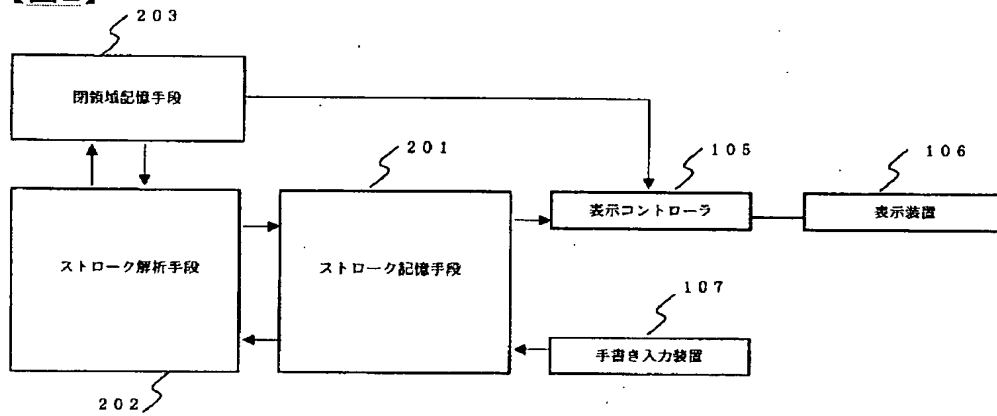 203
閉領域記憶手段
201
105
106
表示コントローラ
表示装置
ストローク解析手段
ストローク記憶手段
107
手書き入力装置
202